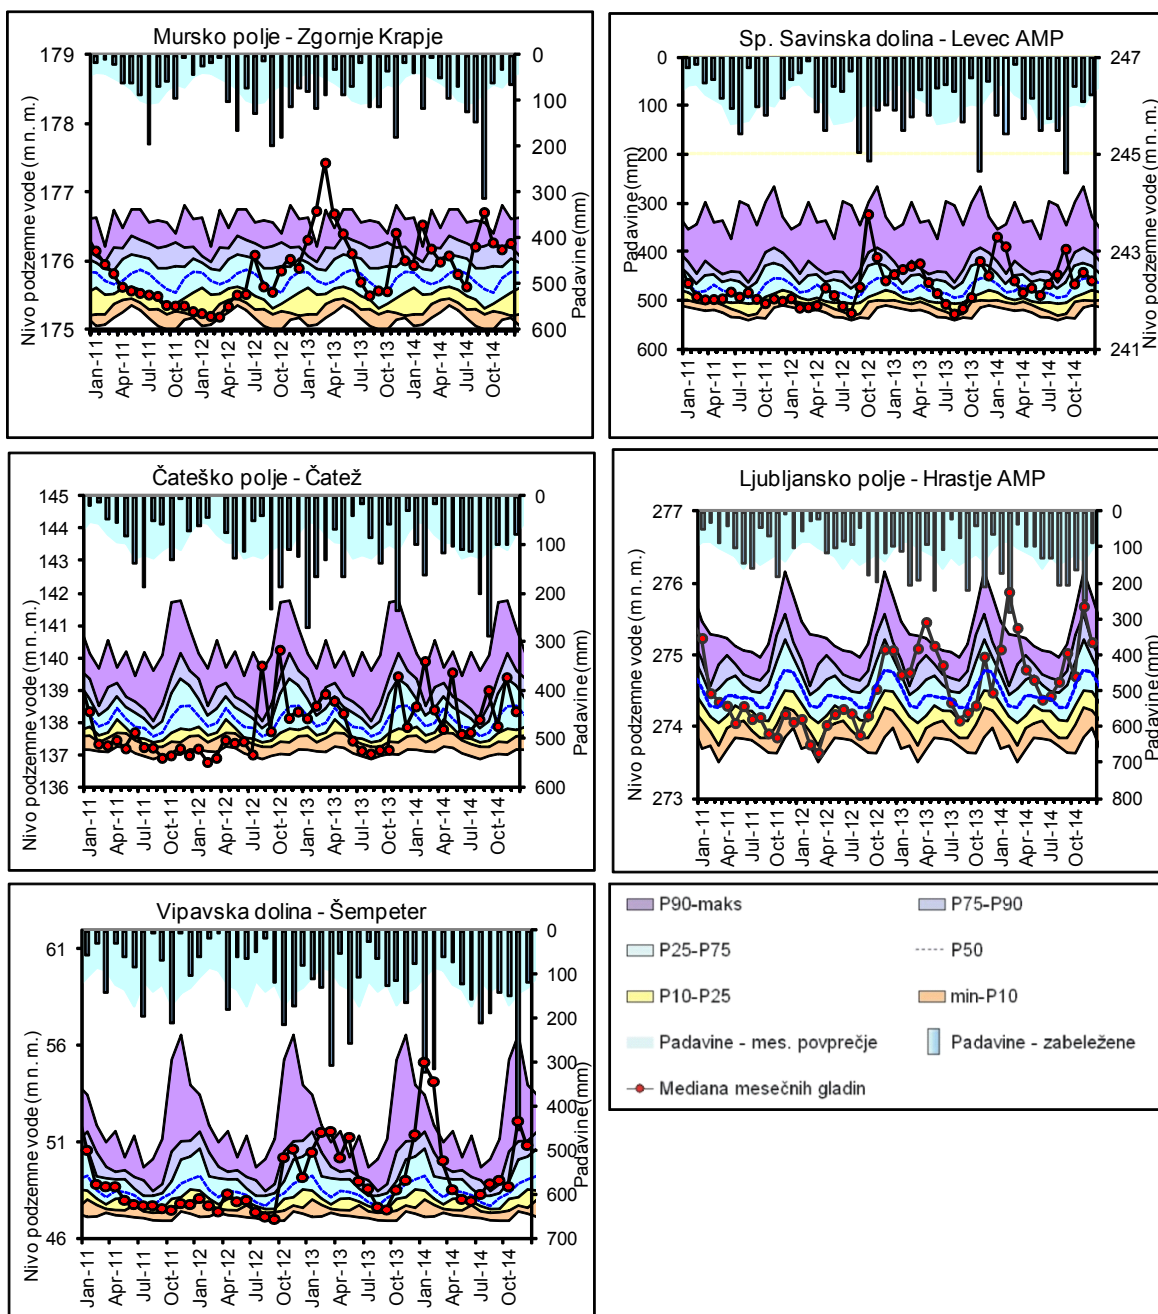 Mursko polje - Zgornje Krapje
Nivo podzemne vode (m n. m.)
179
178
177
176
175
0
100
200
300
400
500
600
Padavine (mm)
Jan-11
Apr-11
Jul-11
Oct-11
Jan-12
Apr-12
Jul-12
Oct-12
Jan-13
Apr-13
Jul-13
Oct-13
Jan-14
Apr-14
Jul-14
Oct-14
Sp. Savinska dolina - Levec AMP
Padavine (mm)
0
100
200
300
400
500
600
247
245
243
241
Nivo podzemne vode (m n. m.)
Jan-11
Apr-11
Jul-11
Oct-11
Jan-12
Apr-12
Jul-12
Oct-12
Jan-13
Apr-13
Jul-13
Oct-13
Jan-14
Apr-14
Jul-14
Oct-14
Čateško polje - Čatež
Nivo podzemne vode (m n. m.)
145
144
143
142
141
140
139
138
137
136
0
100
200
300
400
500
600
Padavine (mm)
Jan-11
Apr-11
Jul-11
Oct-11
Jan-12
Apr-12
Jul-12
Oct-12
Jan-13
Apr-13
Jul-13
Oct-13
Jan-14
Apr-14
Jul-14
Oct-14
Ljubljansko polje - Hrastje AMP
Nivo podzemne vode (m n. m.)
277
276
275
274
273
0
100
200
300
400
500
600
700
800
Padavine (mm)
Jan-11
Apr-11
Jul-11
Oct-11
Jan-12
Apr-12
Jul-12
Oct-12
Jan-13
Apr-13
Jul-13
Oct-13
Jan-14
Apr-14
Jul-14
Oct-14
Vipavska dolina - Šempeter
Nivo podzemne vode (m n. m.)
61
56
51
46
0
100
200
300
400
500
600
700
Padavine (mm)
Jan-11
Apr-11
Jul-11
Oct-11
Jan-12
Apr-12
Jul-12
Oct-12
Jan-13
Apr-13
Jul-13
Oct-13
Jan-14
Apr-14
Jul-14
Oct-14
P90-maks
P75-P90
P25-P75
P50
P10-P25
min-P10
Padavine - mes. povprečje
Padavine - zabeležene
Mediana mesečnih gladin